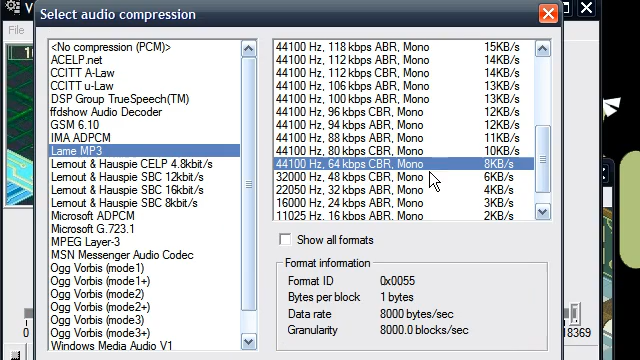 V
Select audio compression
File
<No compression (PCM)>
ACELP.net
CCITT A-Law
CCITT u-Law
DSP Group TrueSpeech(TM)
ffdshow Audio Decoder
GSM 6.10
IMA ADPCM
Lame MP3
Lernout & Hauspie CELP 4.8kbit/s
Lernout & Hauspie SBC 12kbit/s
Lernout & Hauspie SBC 16kbit/s
Lernout & Hauspie SBC 8kbit/s
Microsoft ADPCM
Microsoft G.723.1
MPEG Layer-3
MSN Messenger Audio Codec
Ogg Vorbis (mode1)
Ogg Vorbis (mode1+)
Ogg Vorbis (mode2)
Ogg Vorbis (mode2+)
Ogg Vorbis (mode3)
Ogg Vorbis (mode3+)
Windows Media Audio V1
44100 Hz, 118 kbps ABR, Mono 15KB/s
44100 Hz, 112 kbps ABR, Mono 14KB/s
44100 Hz, 112 kbps CBR, Mono 14KB/s
44100 Hz, 106 kbps ABR, Mono 13KB/s
44100 Hz, 100 kbps ABR, Mono 13KB/s
44100 Hz, 96 kbps CBR, Mono 12KB/s
44100 Hz, 94 kbps ABR, Mono 12KB/s
44100 Hz, 88 kbps ABR, Mono 11KB/s
44100 Hz, 80 kbps CBR, Mono 10KB/s
44100 Hz, 64 kbps CBR, Mono 8KB/s
32000 Hz, 48 kbps CBR, Mono 6KB/s
22050 Hz, 32 kbps ABR, Mono 4KB/s
16000 Hz, 24 kbps ABR, Mono 3KB/s
11025 Hz, 16 kbps ABR, Mono 2KB/s
Show all formats
Format information
Format ID 0x0055
Bytes per block 1 bytes
Data rate 8000 bytes/sec
Granularity 8000.0 blocks/sec
0
18369